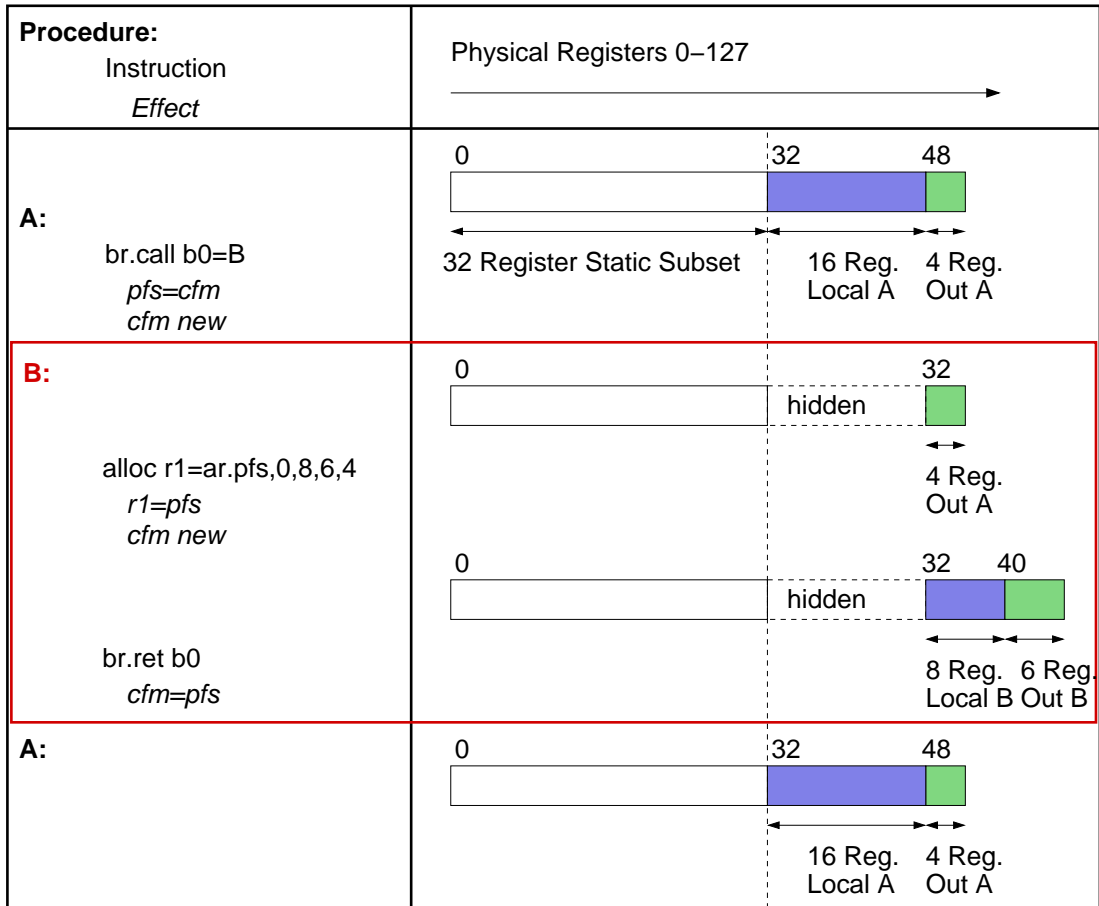 Procedure:
Instruction
Effect
Physical Registers 0–127
A:
br.call b0=B
pfs=cfm
cfm new
0 32 48
32 Register Static Subset
16 Reg.
Local A
4 Reg.
Out A
B:
alloc r1=ar.pfs,0,8,6,4
r1=pfs
cfm new
br.ret b0
cfm=pfs
0 32
hidden
4 Reg.
Out A
0 32 40
hidden
8 Reg.
Local B
6 Reg.
Out B
A:
0 32 48
16 Reg.
Local A
4 Reg.
Out A